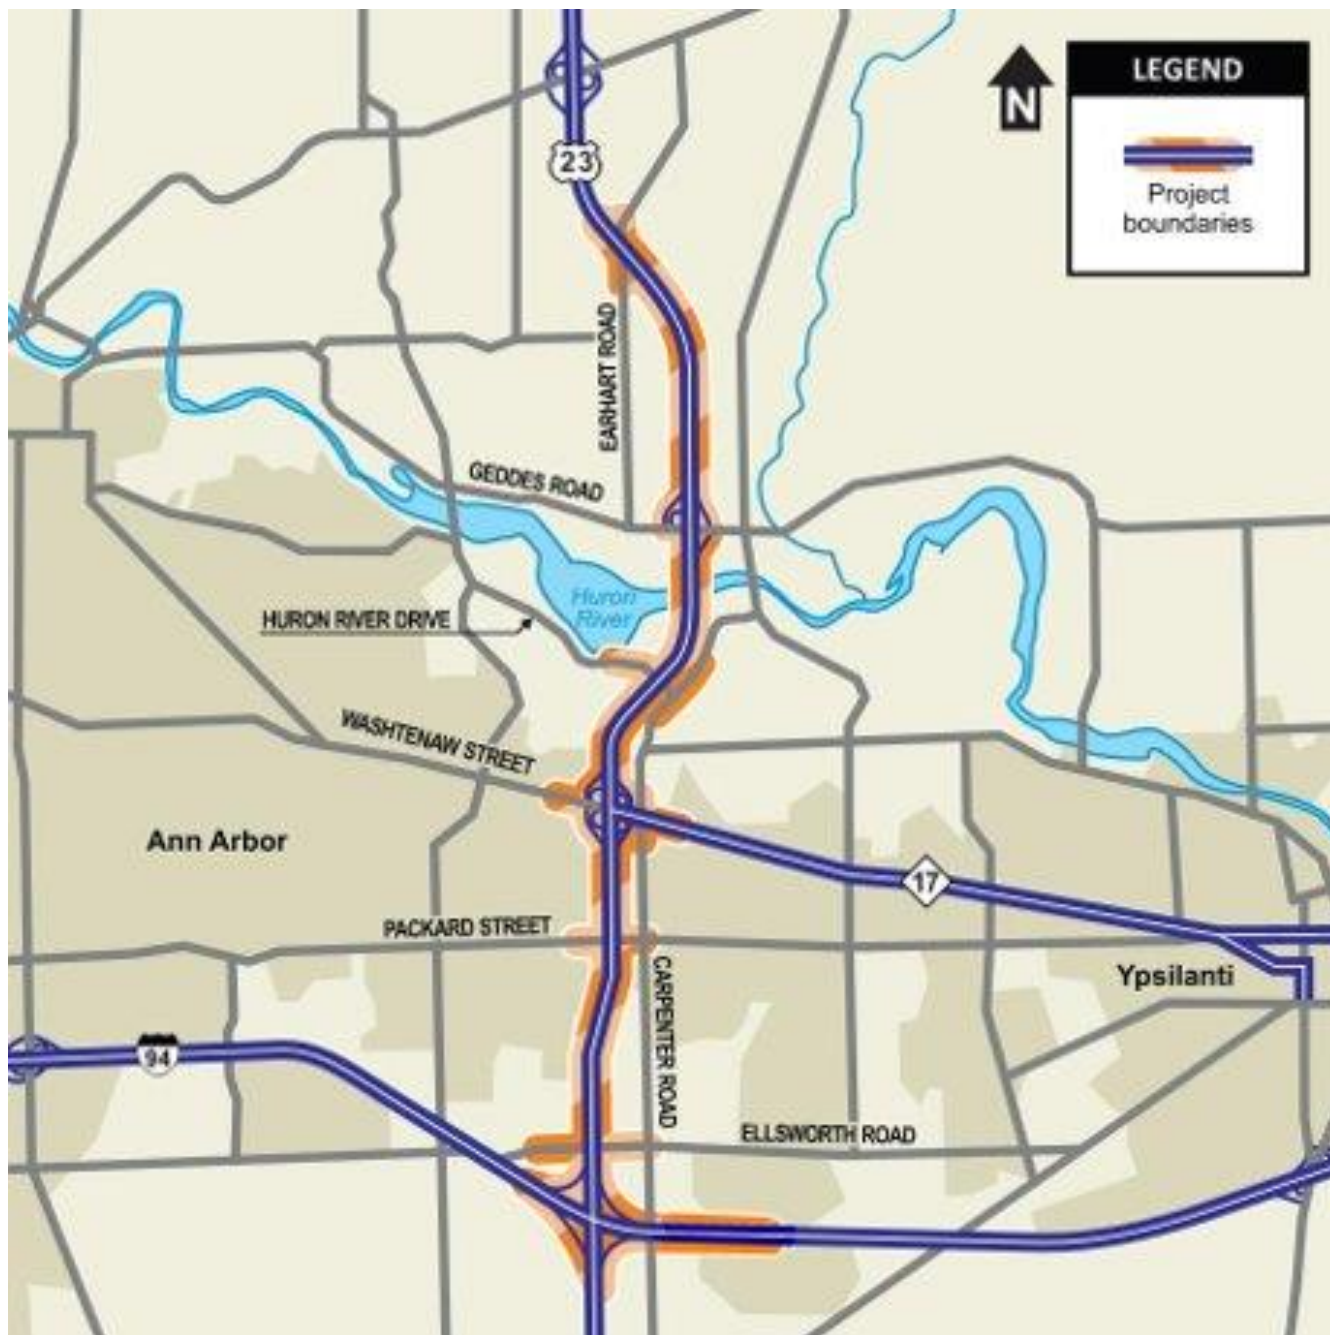 LEGEND
N
Project
boundaries
23
EARHART ROAD
GEDDES ROAD
Huron
River
HURON RIVER DRIVE
WASHTENAW STREET
Ann Arbor
17
PACKARD STREET
CARPENTER ROAD
Ypsilanti
94
ELLSWORTH ROAD